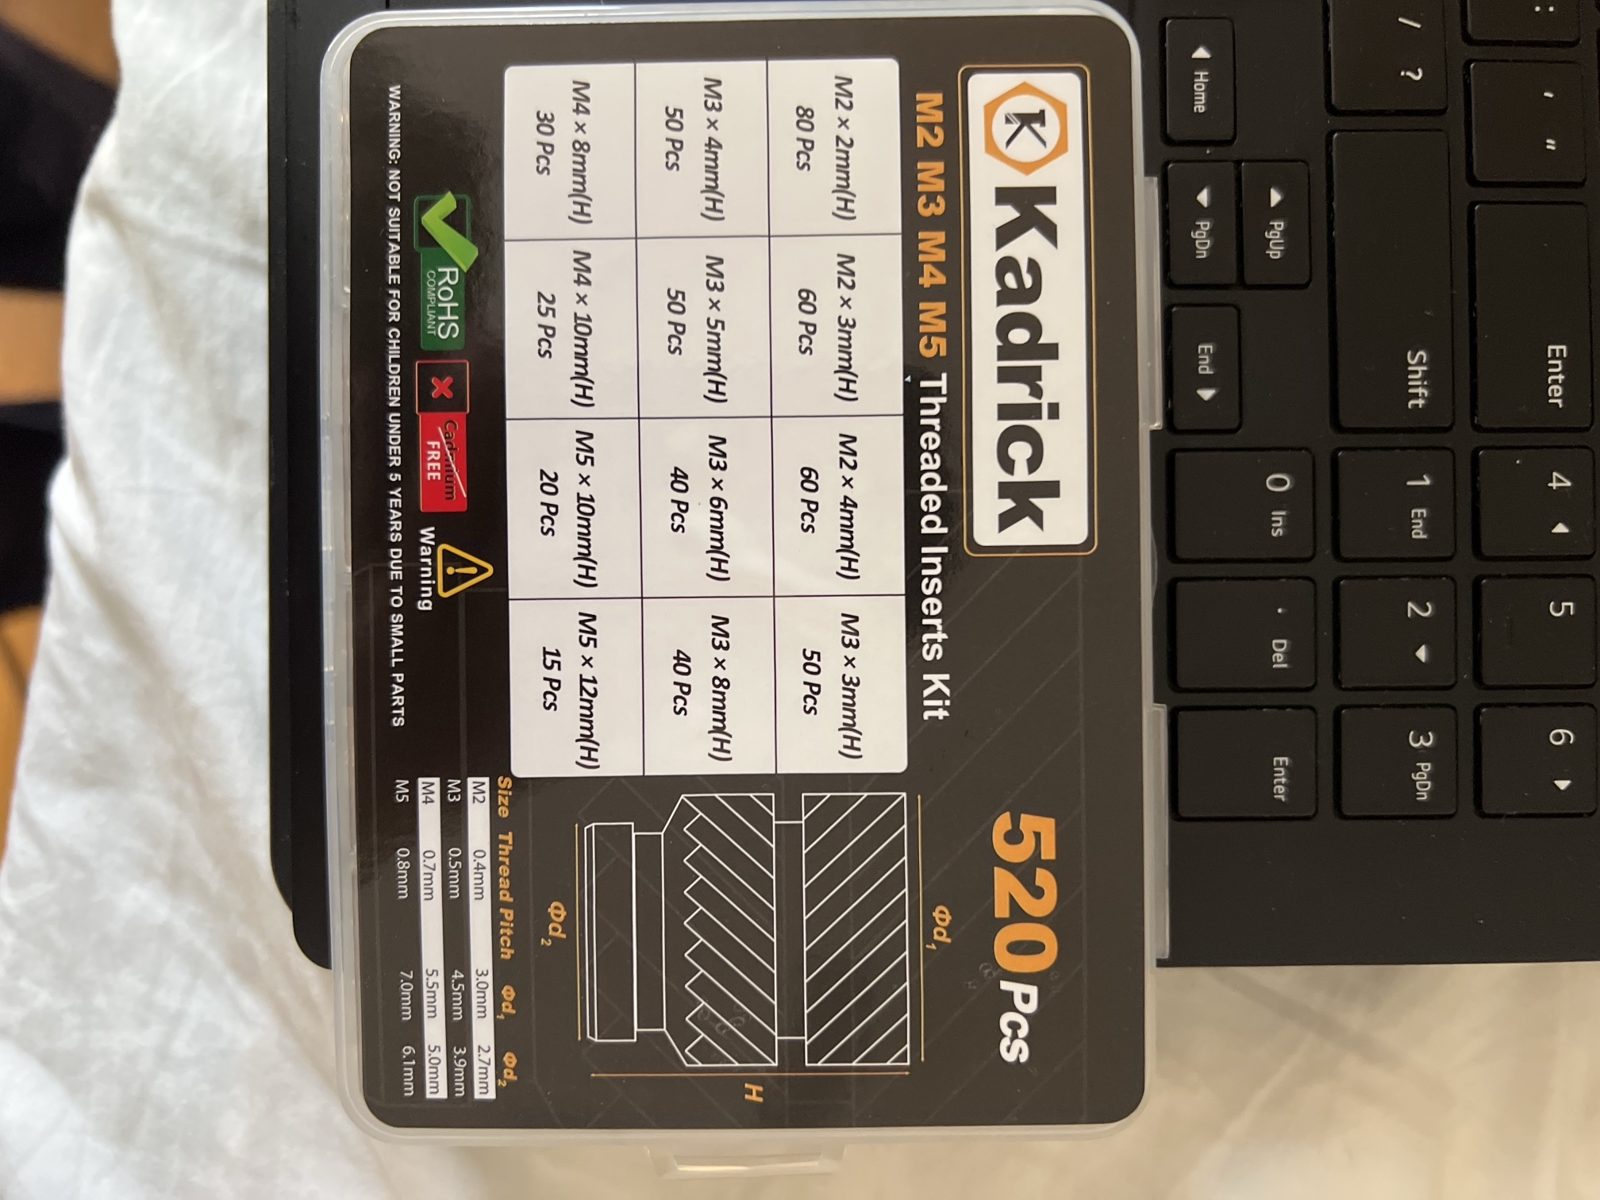 K Kadrick
520 Pcs
M2 M3 M4 M5 Threaded Inserts Kit
M2 × 2mm(H) M2 × 3mm(H) M2 × 4mm(H) M3 × 3mm(H)
80 Pcs 60 Pcs 60 Pcs 50 Pcs
M3 × 4mm(H) M3 × 5mm(H) M3 × 6mm(H) M3 × 8mm(H)
50 Pcs 50 Pcs 40 Pcs 40 Pcs
M4 × 8mm(H) M4 × 10mm(H) M5 × 10mm(H) M5 × 12mm(H)
30 Pcs 25 Pcs 20 Pcs 15 Pcs
Φd₁
H
Φd₂
Size Thread Pitch Φd₁ Φd₂
M2 0.4mm 3.0mm 2.7mm
M3 0.5mm 4.5mm 3.9mm
M4 0.7mm 5.5mm 5.0mm
M5 0.8mm 7.0mm 6.1mm
RoHS
COMPLIANT
Cadmium
FREE
Warning
WARNING: NOT SUITABLE FOR CHILDREN UNDER 5 YEARS DUE TO SMALL PARTS
: ;
' " Enter 4 5 6
/ ? Shift 1 End 2 3 PgDn
PgUp
Home PgDn End 0 Ins . Del Enter